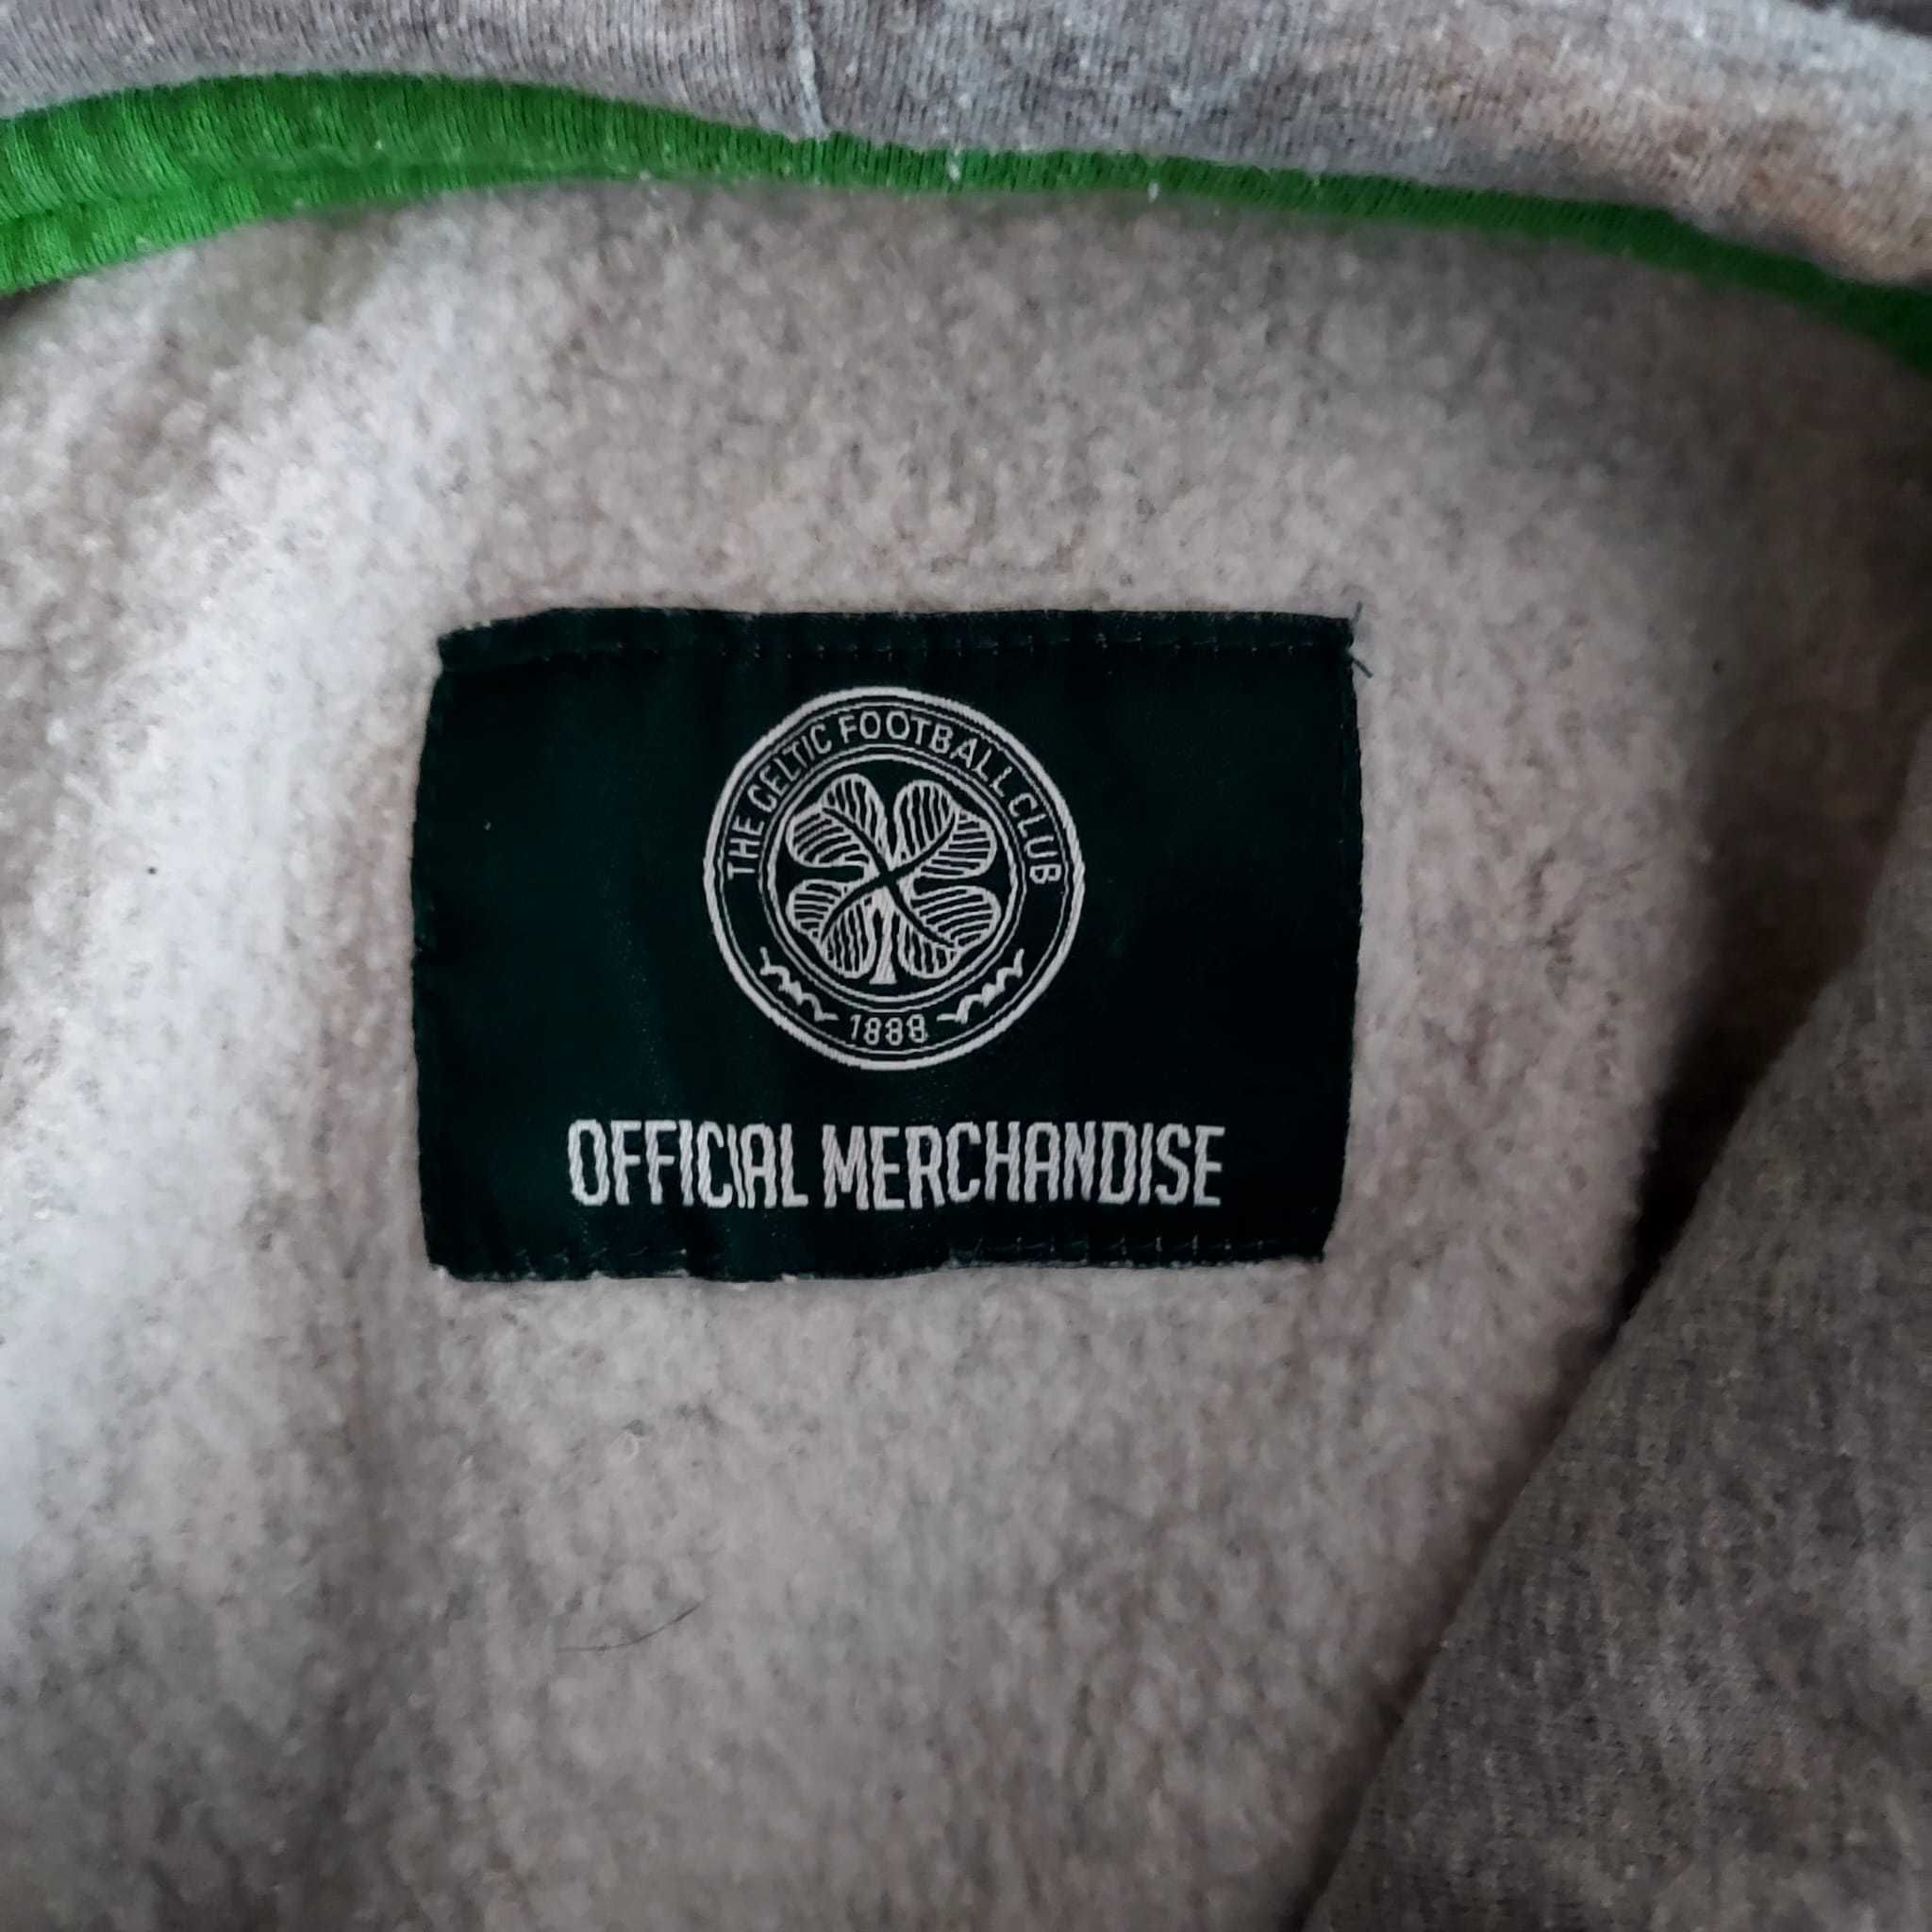 THE CELTIC FOOTBALL CLUB
1888
OFFICIAL MERCHANDISE